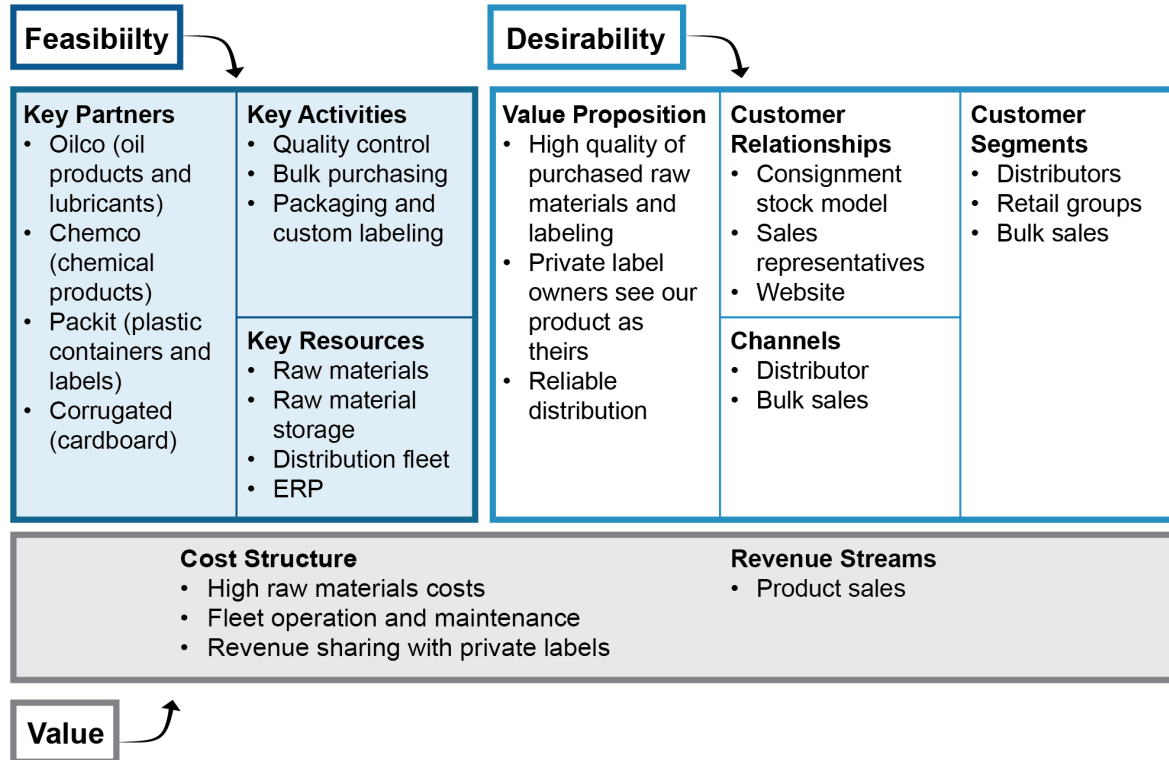 Feasibiilty
Desirability
Key Partners
• Oilco (oil
products and
lubricants)
• Chemco
(chemical
products)
• Packit (plastic
containers and
labels)
• Corrugated
(cardboard)
Key Activities
• Quality control
• Bulk purchasing
• Packaging and
custom labeling
Key Resources
• Raw materials
• Raw material
storage
• Distribution fleet
• ERP
Value Proposition
• High quality of
purchased raw
materials and
labeling
• Private label
owners see our
product as
theirs
• Reliable
distribution
Customer
Relationships
• Consignment
stock model
• Sales
representatives
• Website
Channels
• Distributor
• Bulk sales
Customer
Segments
• Distributors
• Retail groups
• Bulk sales
Cost Structure
• High raw materials costs
• Fleet operation and maintenance
• Revenue sharing with private labels
Revenue Streams
• Product sales
Value